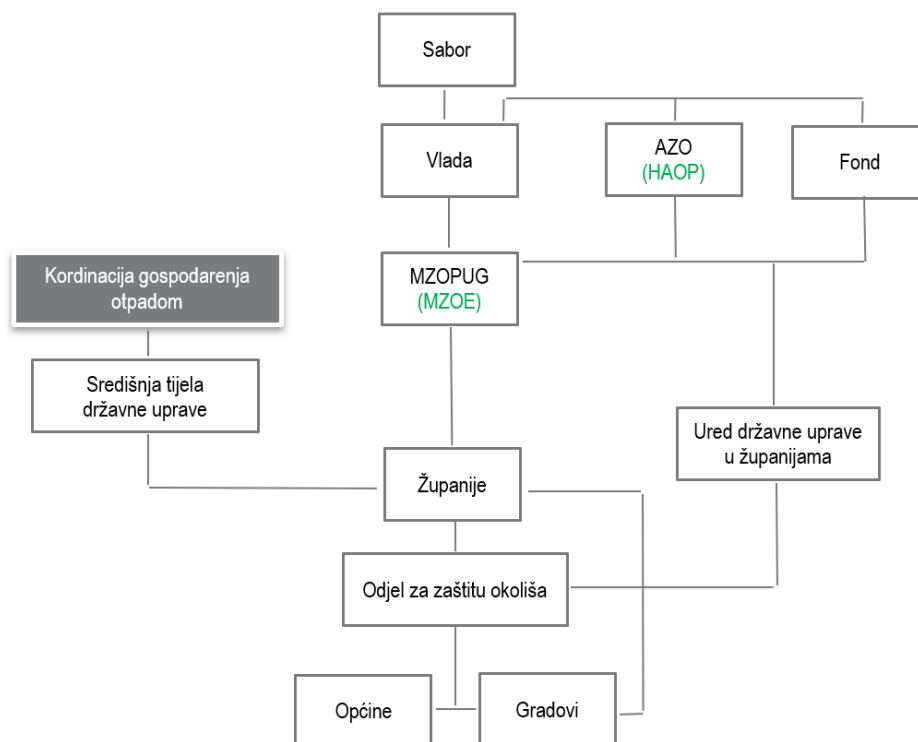 Sabor
Vlada
AZO
(HAOP)
Fond
Kordinacija gospodarenja
otpadom
MZOPUG
(MZOE)
Središnja tijela
državne uprave
Ured državne uprave
u županijama
Županije
Odjel za zaštitu okoliša
Općine
Gradovi